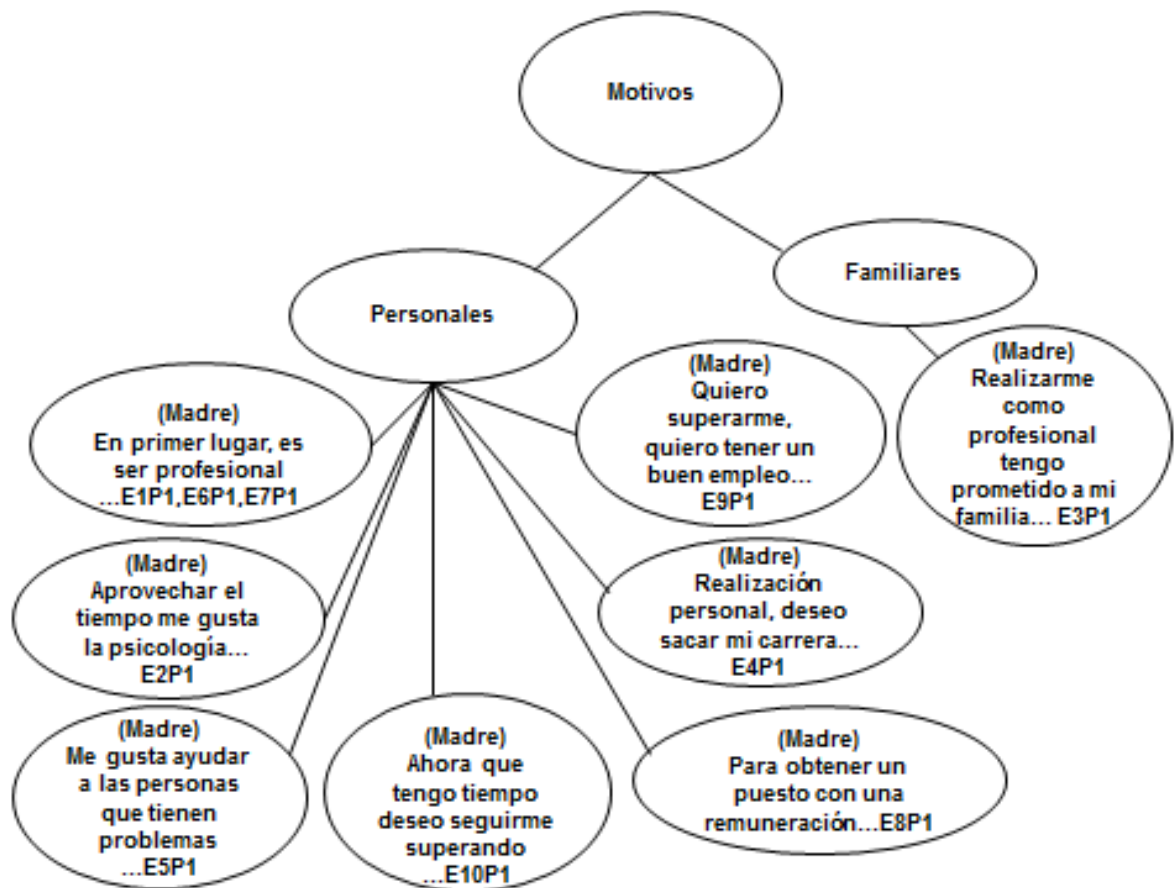 Motivos
Personales
Familiares
(Madre)
En primer lugar, es
ser profesional
...E1P1,E6P1,E7P1
(Madre)
Quiero
superarme,
quiero tener un
buen empleo...
E9P1
(Madre)
Realizarme
como
profesional
tengo
prometido a mi
familia... E3P1
(Madre)
Aprovechar el
tiempo me gusta
la psicología...
E2P1
(Madre)
Realización
personal, deseo
sacar mi carrera...
E4P1
(Madre)
Me gusta ayudar
a las personas
que tienen
problemas
...E5P1
(Madre)
Ahora que
tengo tiempo
deseo seguirme
superando
...E10P1
(Madre)
Para obtener un
puesto con una
remuneración...E8P1